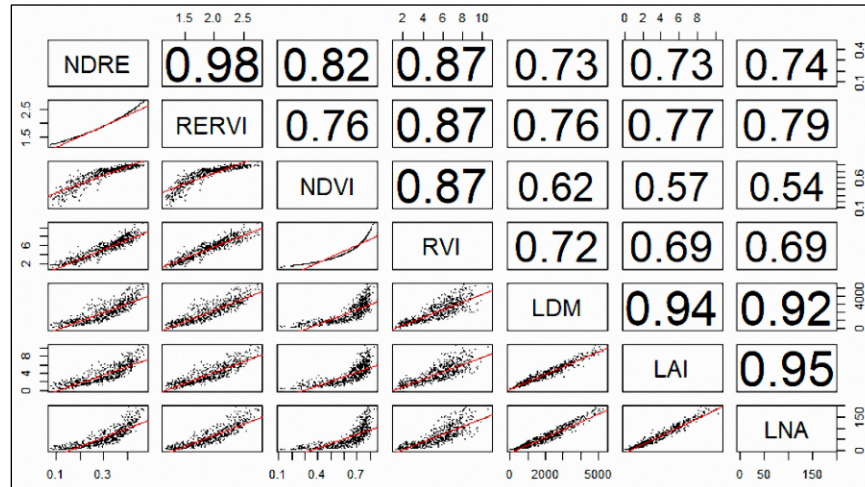 1.5 2.0 2.5 2 4 6 8 10 0 4 8
NDRE 0.98 0.82 0.87 0.73 0.73 0.74 0.1 0.4
1.5 2.5 RERVI 0.76 0.87 0.76 0.77 0.79
NDVI 0.87 0.62 0.57 0.54 0.1 0.6
2 6 RVI 0.72 0.69 0.69
LDM 0.94 0.92 0 4000
0 4 8 LAI 0.95
LNA 0 150
0.1 0.3 0.1 0.4 0.7 0 2000 5000 0 50 150